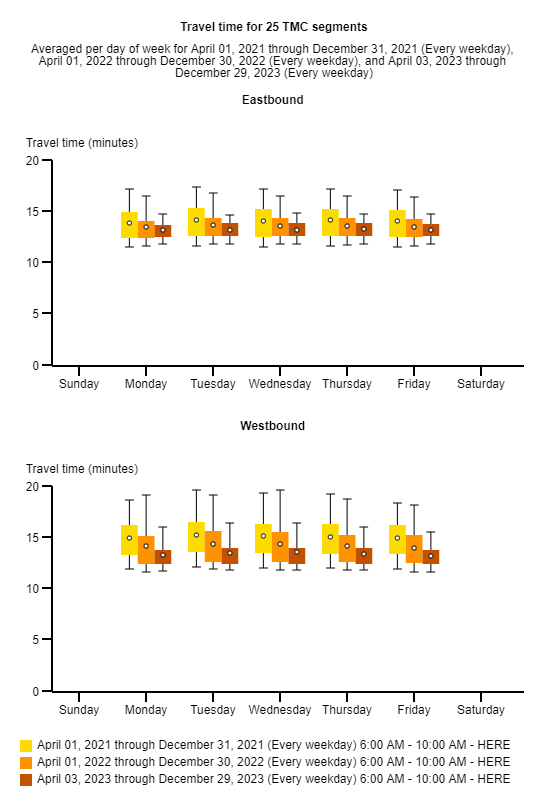 Travel time for 25 TMC segments
Averaged per day of week for April 01, 2021 through December 31, 2021 (Every weekday),
April 01, 2022 through December 30, 2022 (Every weekday), and April 03, 2023 through
December 29, 2023 (Every weekday)
Eastbound
Travel time (minutes)
20
15
10
5
0
Sunday Monday Tuesday Wednesday Thursday Friday Saturday
Westbound
Travel time (minutes)
20
15
10
5
0
Sunday Monday Tuesday Wednesday Thursday Friday Saturday
April 01, 2021 through December 31, 2021 (Every weekday) 6:00 AM - 10:00 AM - HERE
April 01, 2022 through December 30, 2022 (Every weekday) 6:00 AM - 10:00 AM - HERE
April 03, 2023 through December 29, 2023 (Every weekday) 6:00 AM - 10:00 AM - HERE